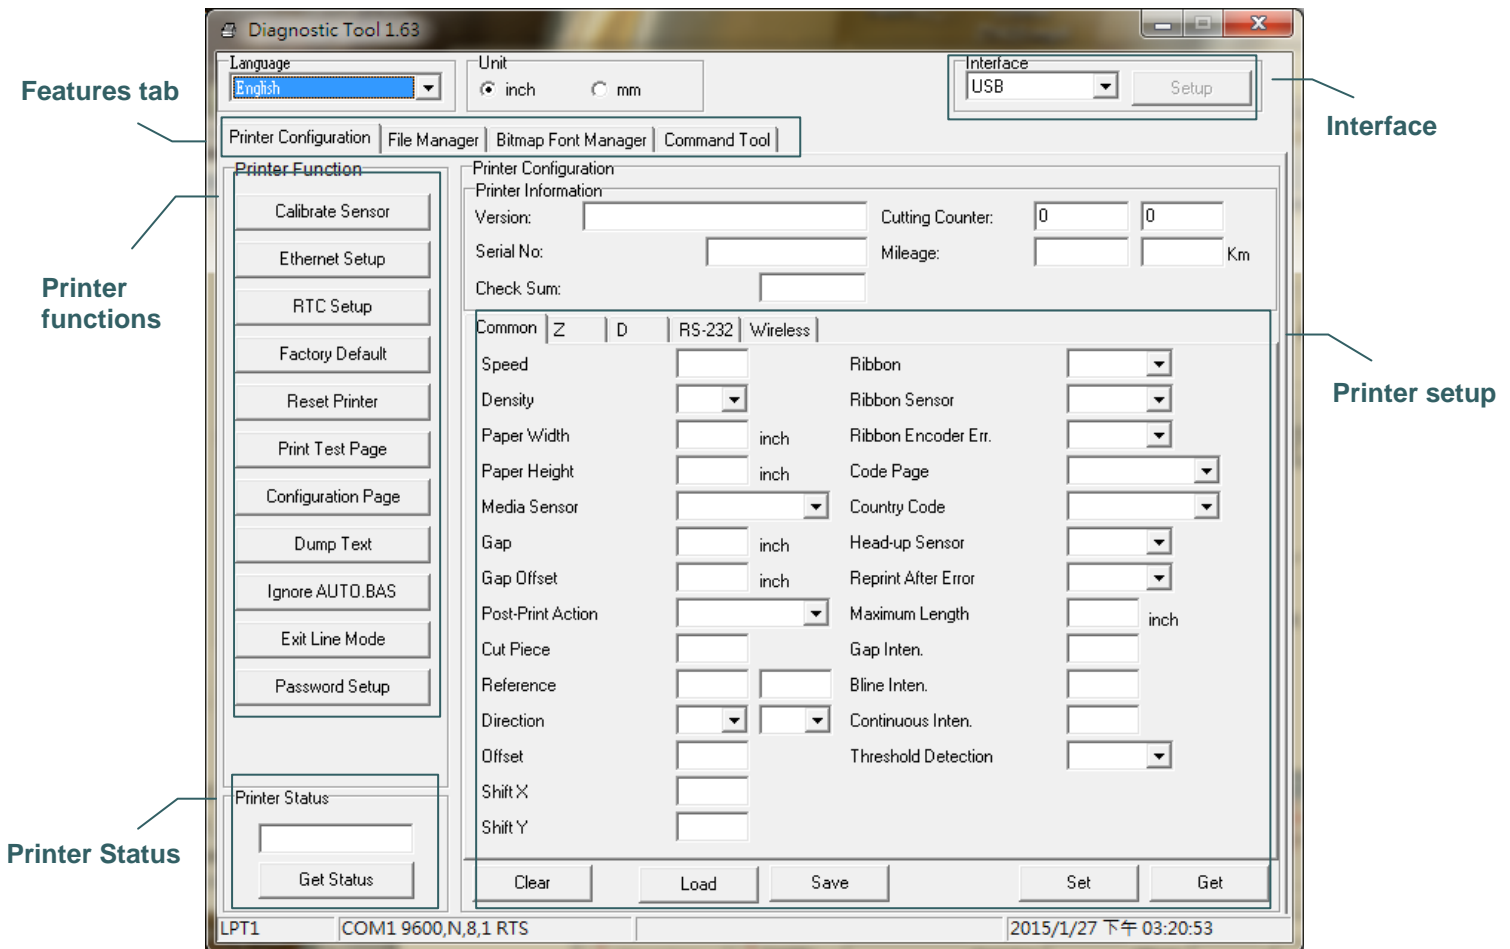 Diagnostic Tool 1.63
Language
English
Unit
inch
mm
Interface
USB
Setup
Features tab
Interface
Printer Configuration
File Manager
Bitmap Font Manager
Command Tool
Printer Function
Calibrate Sensor
Ethernet Setup
RTC Setup
Factory Default
Reset Printer
Print Test Page
Configuration Page
Dump Text
Ignore AUTO.BAS
Exit Line Mode
Password Setup
Printer
functions
Printer Configuration
Printer Information
Version:
Cutting Counter:
0
0
Serial No:
Mileage:
Km
Check Sum:
Common
Z
D
RS-232
Wireless
Printer setup
Speed
Ribbon
Density
Ribbon Sensor
Paper Width
inch
Ribbon Encoder Err.
Paper Height
inch
Code Page
Media Sensor
Country Code
Gap
inch
Head-up Sensor
Gap Offset
inch
Reprint After Error
Post-Print Action
Maximum Length
inch
Cut Piece
Gap Inten.
Reference
Bline Inten.
Direction
Continuous Inten.
Offset
Threshold Detection
Shift X
Shift Y
Printer Status
Printer Status
Get Status
Clear
Load
Save
Set
Get
LPT1
COM1 9600,N,8,1 RTS
2015/1/27 下午 03:20:53